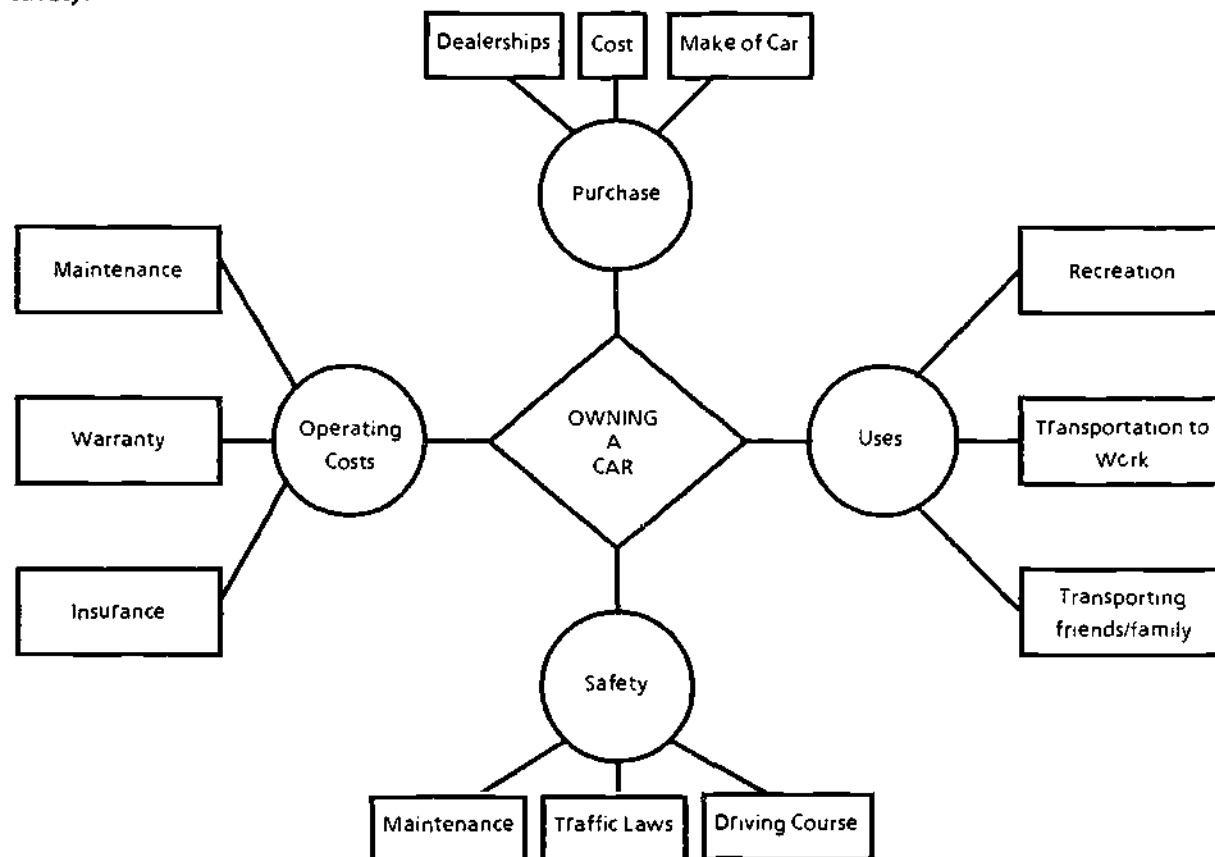 Dealerships
Cost
Make of Car
Purchase
Maintenance
Recreation
Warranty
Operating
Costs
OWNING
A
CAR
Uses
Transportation to
Work
Insurance
Transporting
friends/family
Safety
Maintenance
Traffic Laws
Driving Course